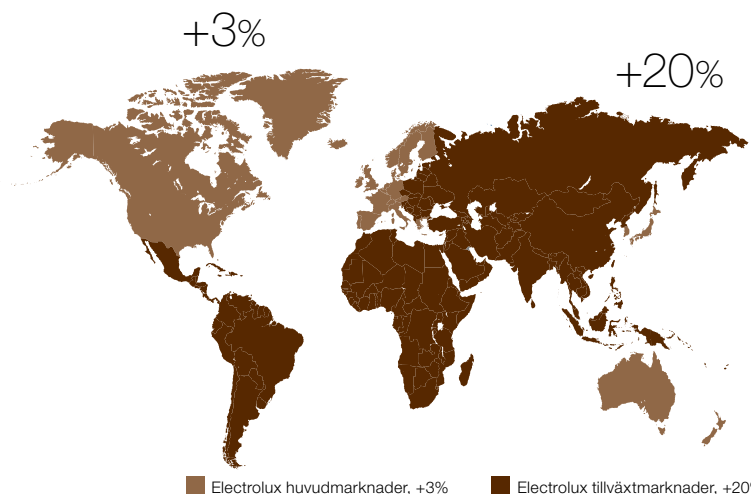 +3%
+20%
Electrolux huvudmarknader, +3%
Electrolux tillväxtmarknader, +20%